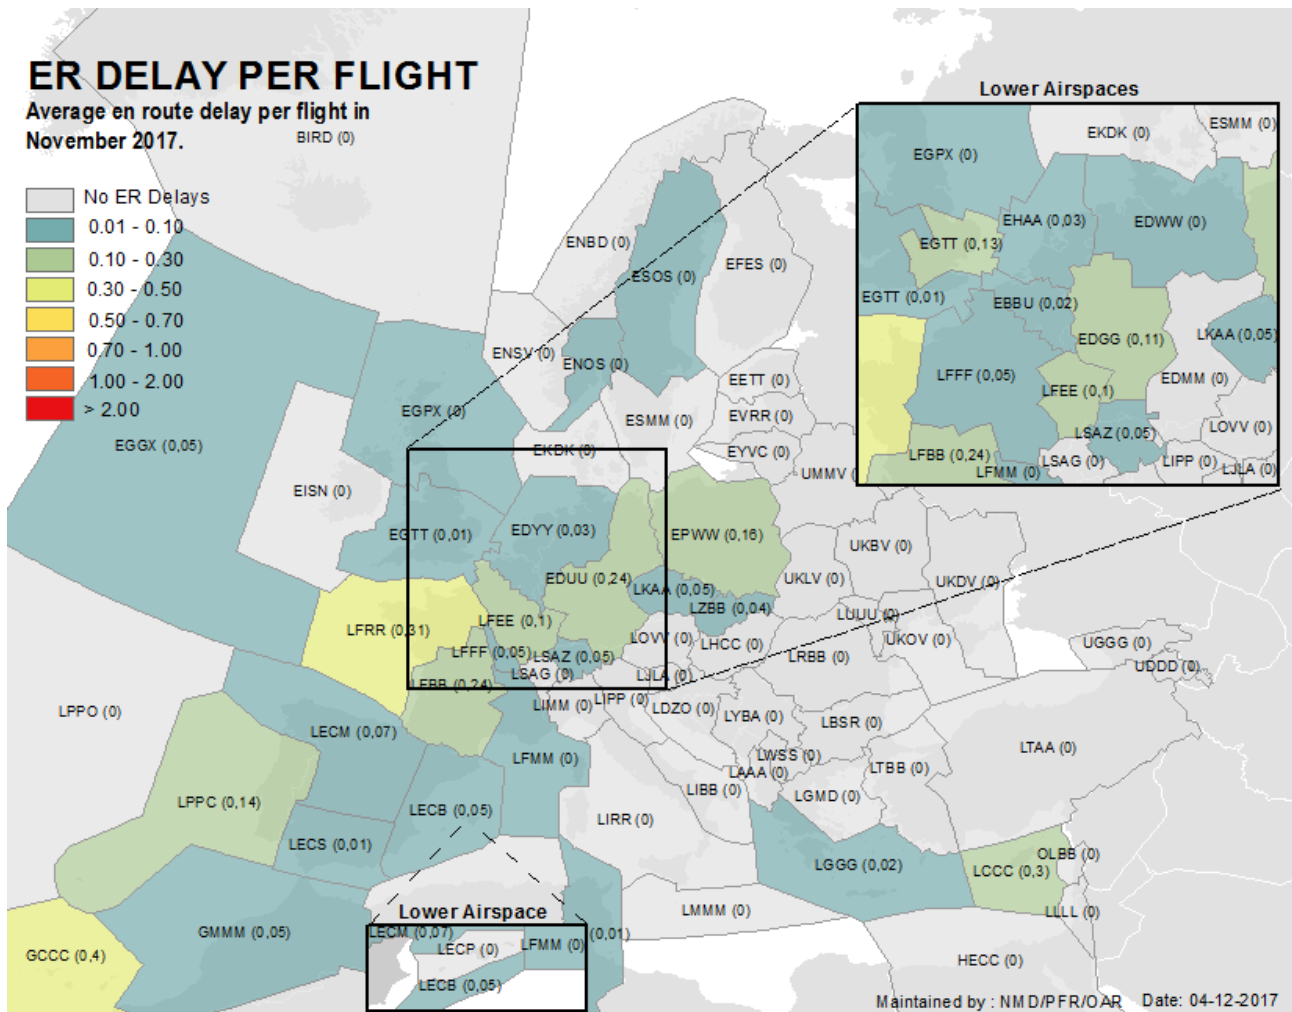 ER DELAY PER FLIGHT
Average en route delay per flight in
November 2017.
No ER Delays
0.01 - 0.10
0.10 - 0.30
0.30 - 0.50
0.50 - 0.70
0.70 - 1.00
1.00 - 2.00
> 2.00
BIRD (0)
EGGX (0,05)
EISN (0)
EGPX (0)
EGTT (0,01)
ENSV (0)
ENBD (0)
ENOS (0)
ESOS (0)
EFES (0)
ESMM (0)
EKDK (0)
EETT (0)
EVRR (0)
EYVC (0)
UMMV
EDYY (0,03)
EDUU (0,24)
EPWW (0,16)
LKAA (0,05)
LZBB (0,04)
UKBV (0)
UKLV (0)
UKDV (0)
LUUU (0)
UKOV (0)
LFRR (0,31)
LFEE (0,1)
LFFF (0,05)
LSAZ (0,05)
LSAG (0)
LFBB (0,24)
LOVV (0)
LHCC (0)
LJLA (0)
LRBB (0)
UGGG (0)
UDDD (0)
LPPO (0)
LECM (0,07)
LIMM (0)
LIPP (0)
LDZO (0)
LYBA (0)
LBSR (0)
LFMM (0)
LWSS (0)
LAAA (0)
LTBB (0)
LTAA (0)
LPPC (0,14)
LECB (0,05)
LIBB (0)
LGMD (0)
LIRR (0)
LECS (0,01)
LGGG (0,02)
LCCC (0,3)
OLBB (0)
LLLL (0)
LMMM (0)
GMMM (0,05)
GCCC (0,4)
HECC (0)
(0,01)
Lower Airspace
LECM (0,07)
LECP (0)
LFMM (0)
LECB (0,05)
Lower Airspaces
EKDK (0)
ESMM (0)
EGPX (0)
EHAA (0,03)
EDWW (0)
EGTT (0,13)
EGTT (0,01)
EBBU (0,02)
EDGG (0,11)
LKAA (0,05)
LFFF (0,05)
LFEE (0,1)
EDMM (0)
LSAZ (0,05)
LOVV (0)
LFBB (0,24)
LFMM (0)
LSAG (0)
LIPP (0)
LJLA (0)
Maintained by : NMD/PFR/OAR Date: 04-12-2017